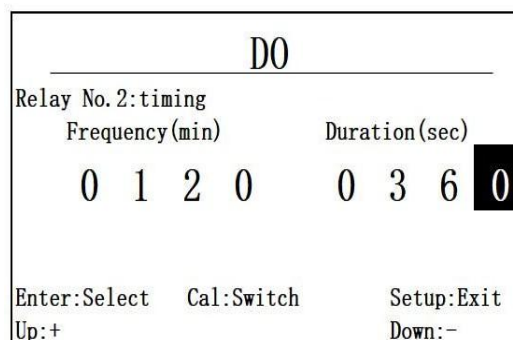 DO
Relay No.2:timing
Frequency(min) Duration(sec)
0 1 2 0 0 3 6 0
Enter:Select Cal:Switch Setup:Exit
Up:+ Down:-